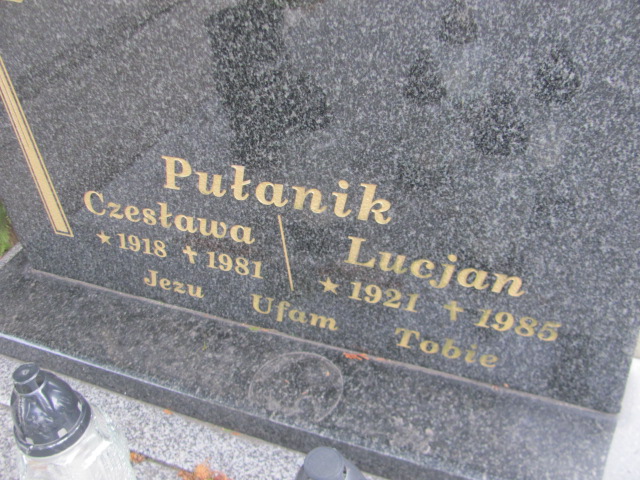 Pułanik
Czesława
★ 1918 ✝ 1981
Lucjan
★ 1921 ✝ 1985
Jezu Ufam Tobie